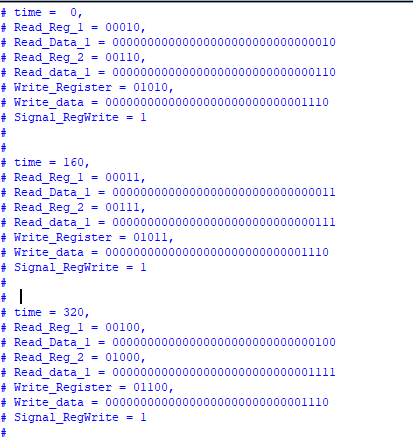 # time =  0,
# Read_Reg_1 = 00010,
# Read_Data_1 = 00000000000000000000000000000010
# Read_Reg_2 = 00110,
# Read_data_1 = 00000000000000000000000000000110
# Write_Register = 01010,
# Write_data = 00000000000000000000000000001110
# Signal_RegWrite = 1
#
#
# time = 160,
# Read_Reg_1 = 00011,
# Read_Data_1 = 00000000000000000000000000000011
# Read_Reg_2 = 00111,
# Read_data_1 = 00000000000000000000000000000111
# Write_Register = 01011,
# Write_data = 00000000000000000000000000001110
# Signal_RegWrite = 1
#
#
# time = 320,
# Read_Reg_1 = 00100,
# Read_Data_1 = 00000000000000000000000000000100
# Read_Reg_2 = 01000,
# Read_data_1 = 00000000000000000000000000001111
# Write_Register = 01100,
# Write_data = 00000000000000000000000000001110
# Signal_RegWrite = 1
#